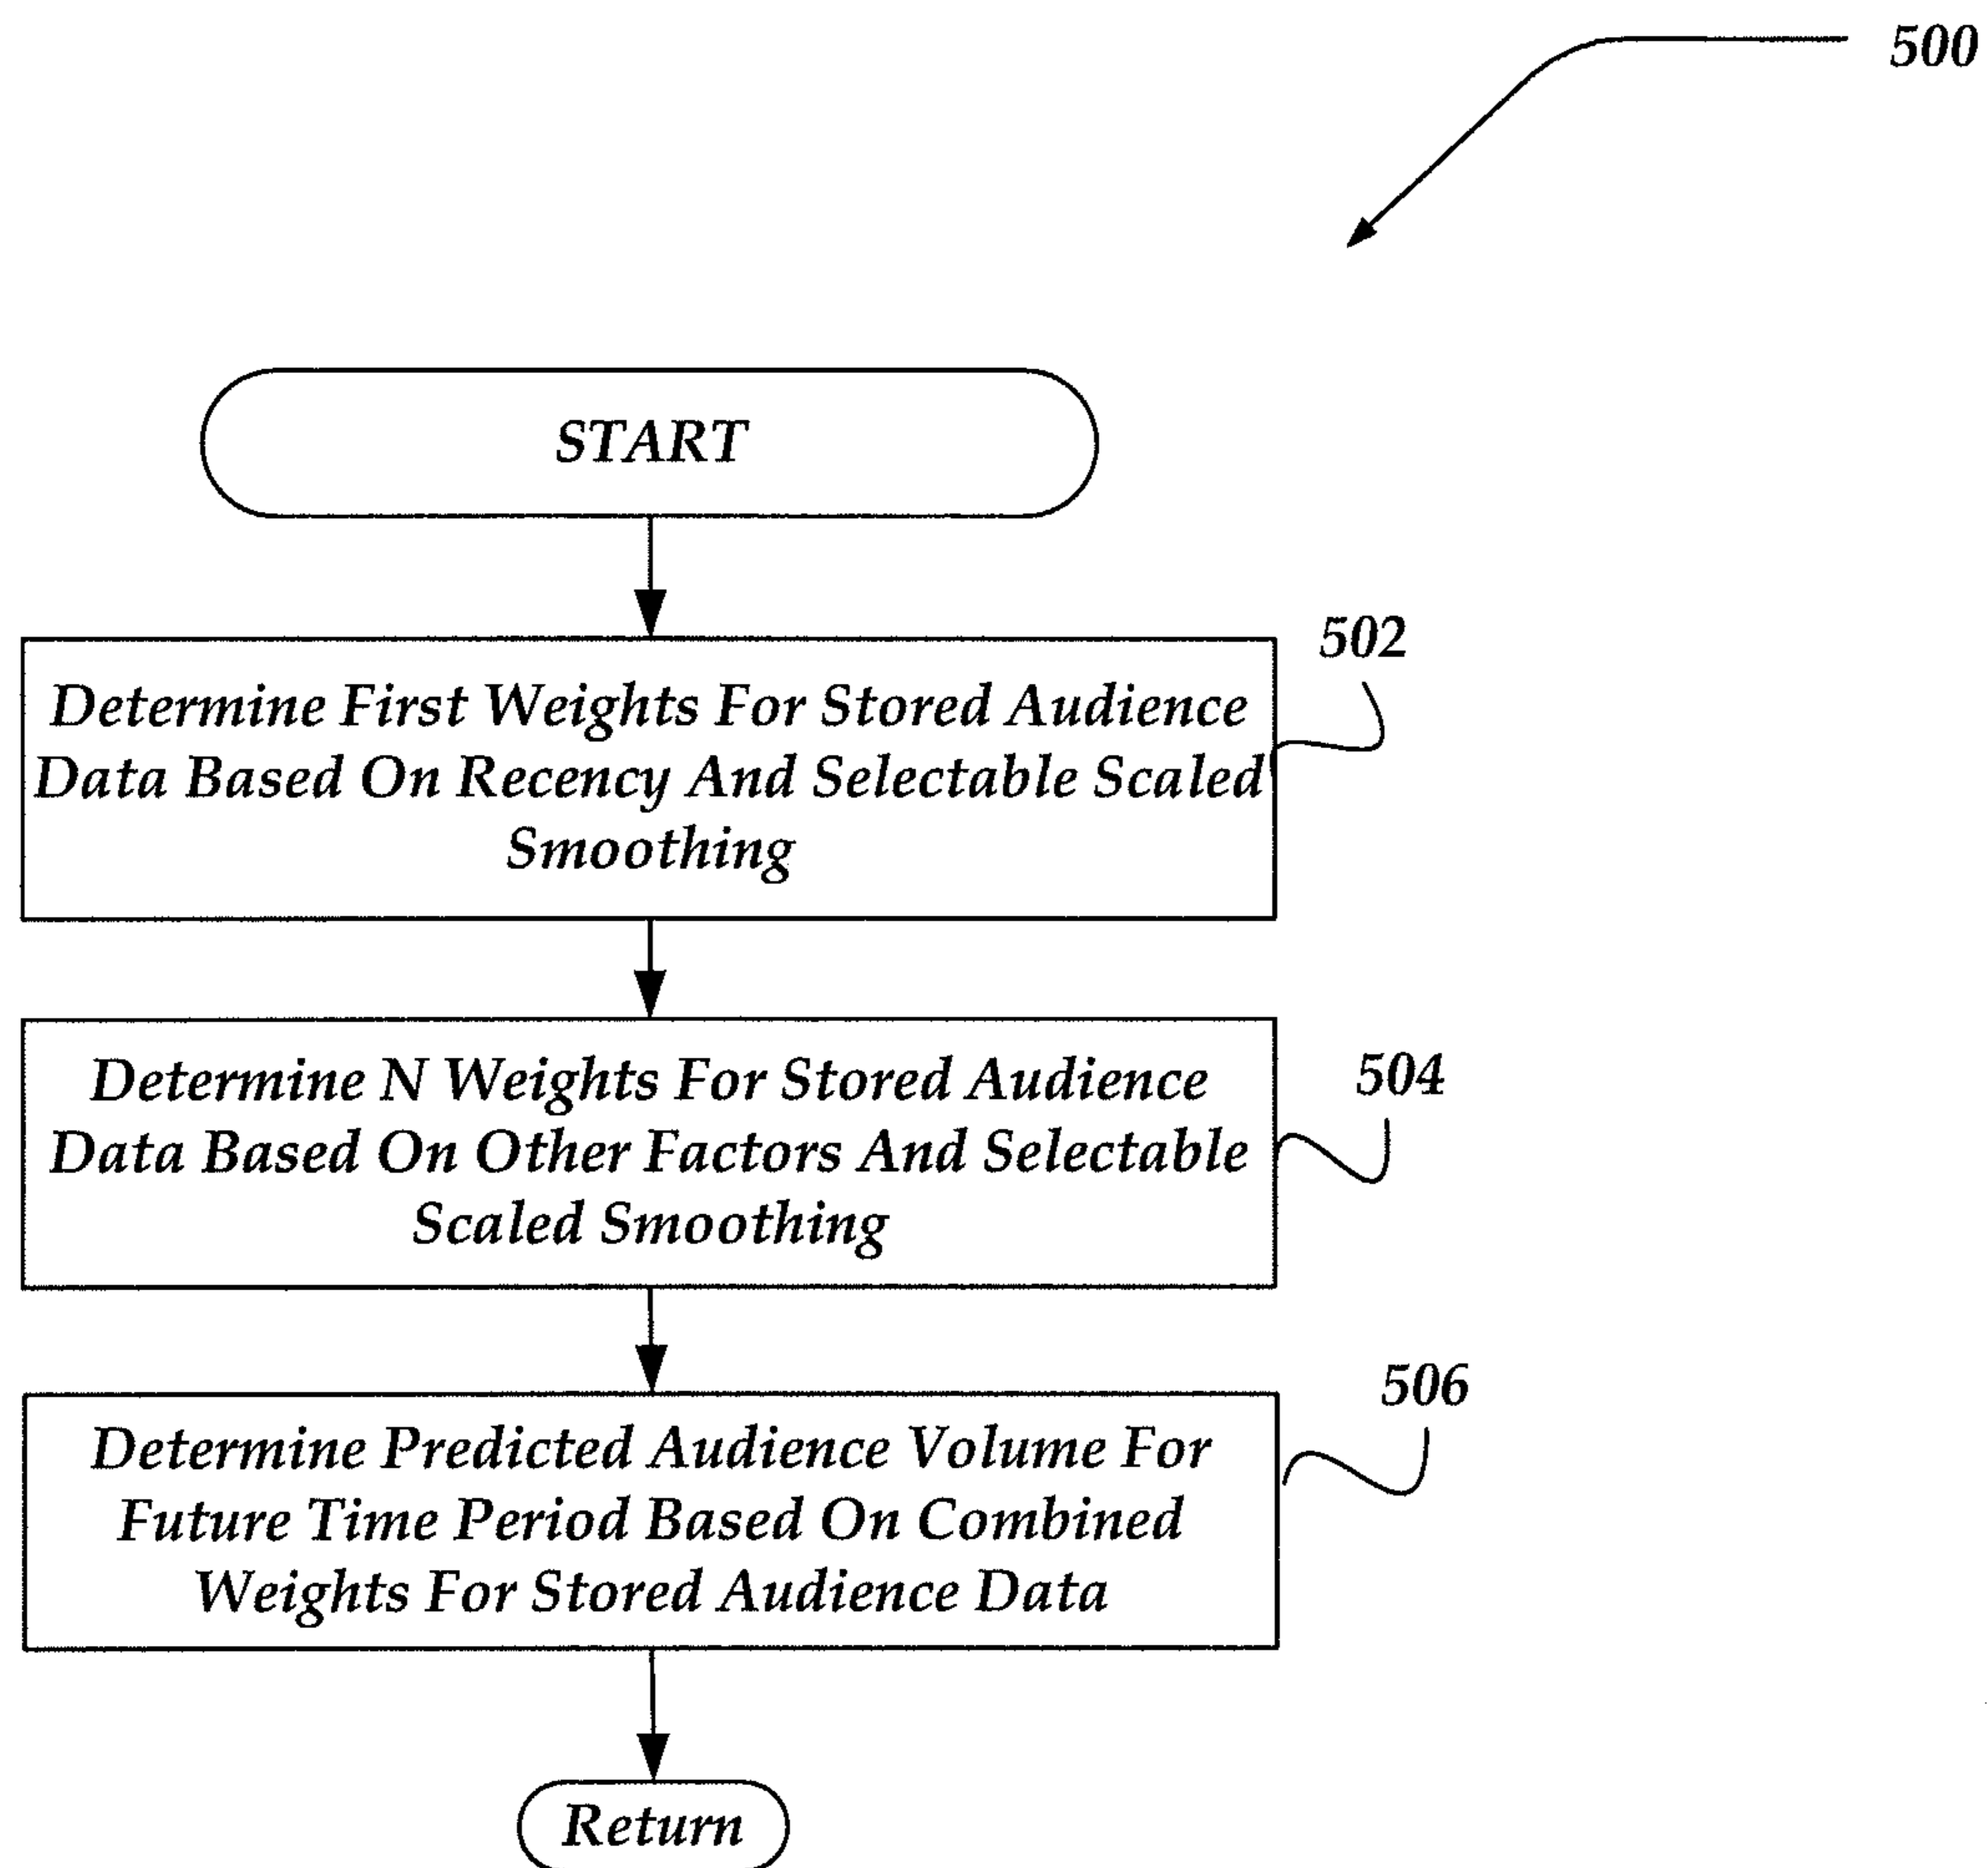 500
START
502
Determine First Weights For Stored Audience
Data Based On Recency And Selectable Scaled
Smoothing
504
Determine N Weights For Stored Audience
Data Based On Other Factors And Selectable
Scaled Smoothing
506
Determine Predicted Audience Volume For
Future Time Period Based On Combined
Weights For Stored Audience Data
Return